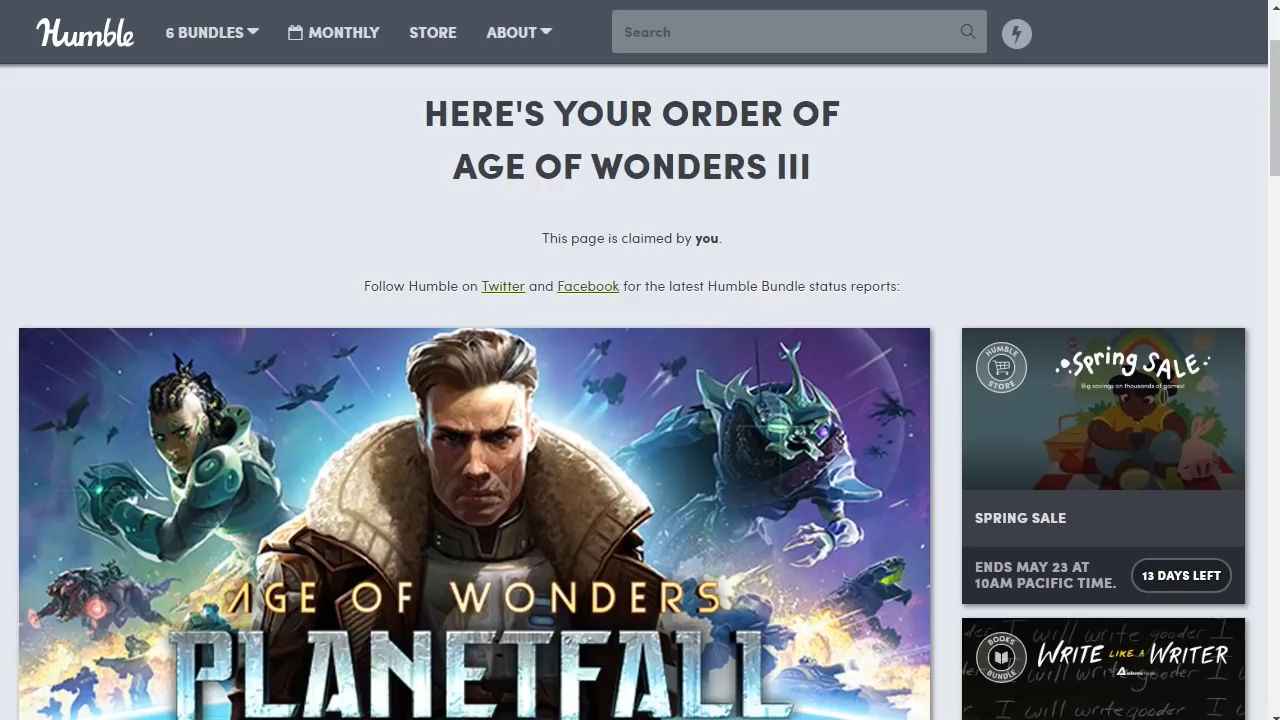 Humble
6 BUNDLES
MONTHLY
STORE
ABOUT
Search
HERE'S YOUR ORDER OF
AGE OF WONDERS III
This page is claimed by you.
Follow Humble on Twitter and Facebook for the latest Humble Bundle status reports:
AGE OF WONDERS
PLANETFALL
HUMBLE
STORE
Spring SALE
Big savings on thousands of games!
SPRING SALE
ENDS MAY 23 AT
10AM PACIFIC TIME.
13 DAYS LEFT
der I will write gooder I
BOOKS
BUNDLE
WRITE LIKE A WRITER
I will write gooder I